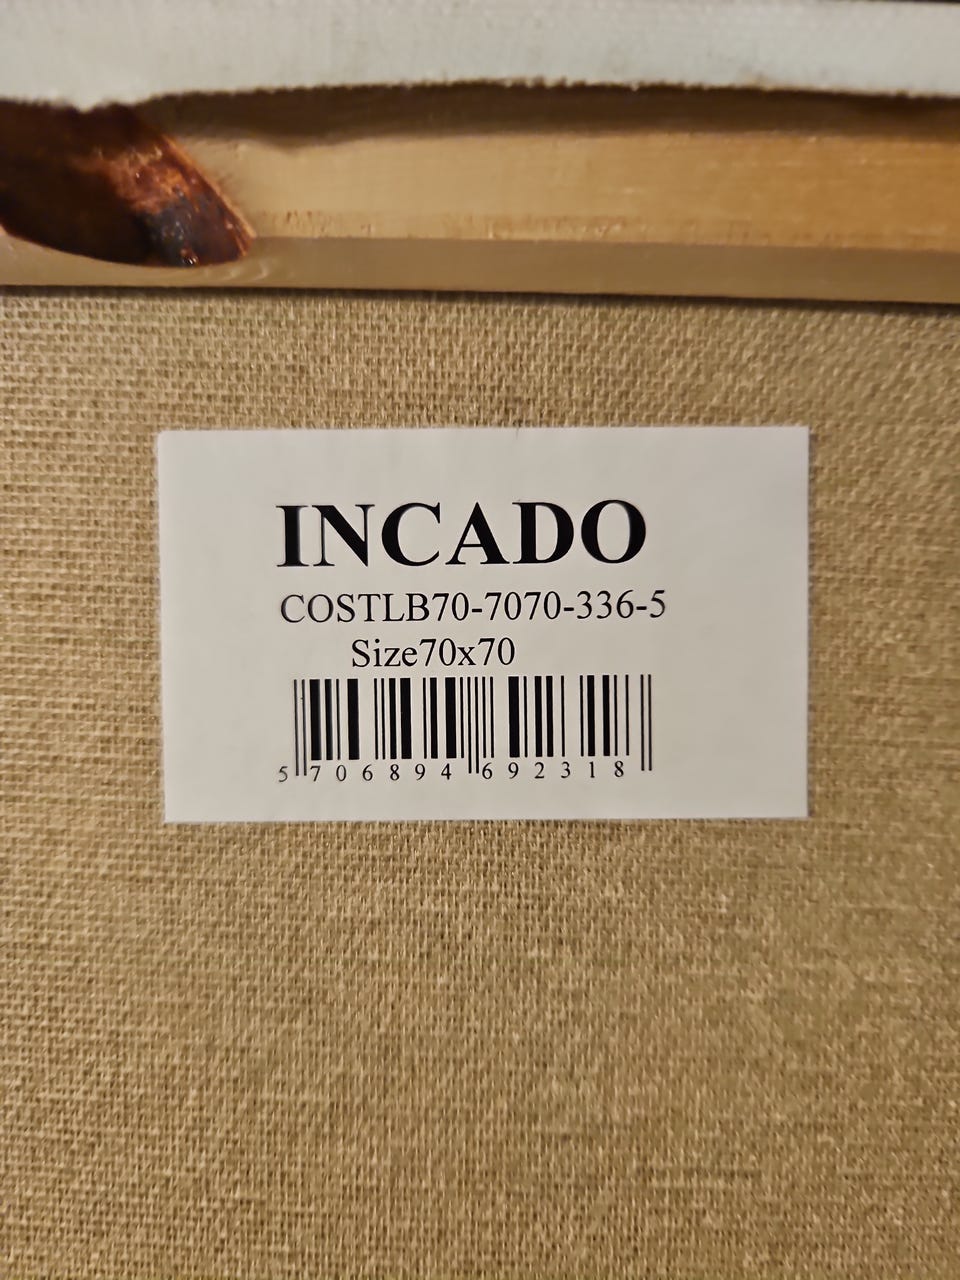 INCADO
COSTLB70-7070-336-5
Size70x70
5 706894 692318